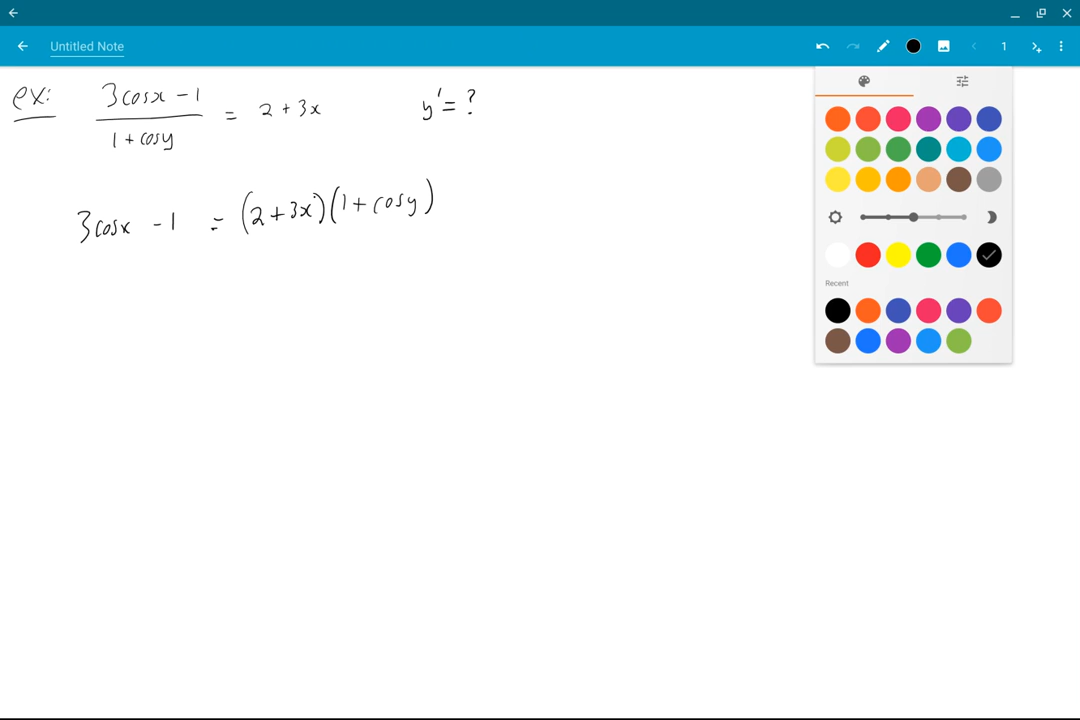 Untitled Note
1
ex: (3cosx - 1)/(1 + cosy) = 2 + 3x y' = ?
3cosx - 1 = (2 + 3x)(1 + cosy)
Recent